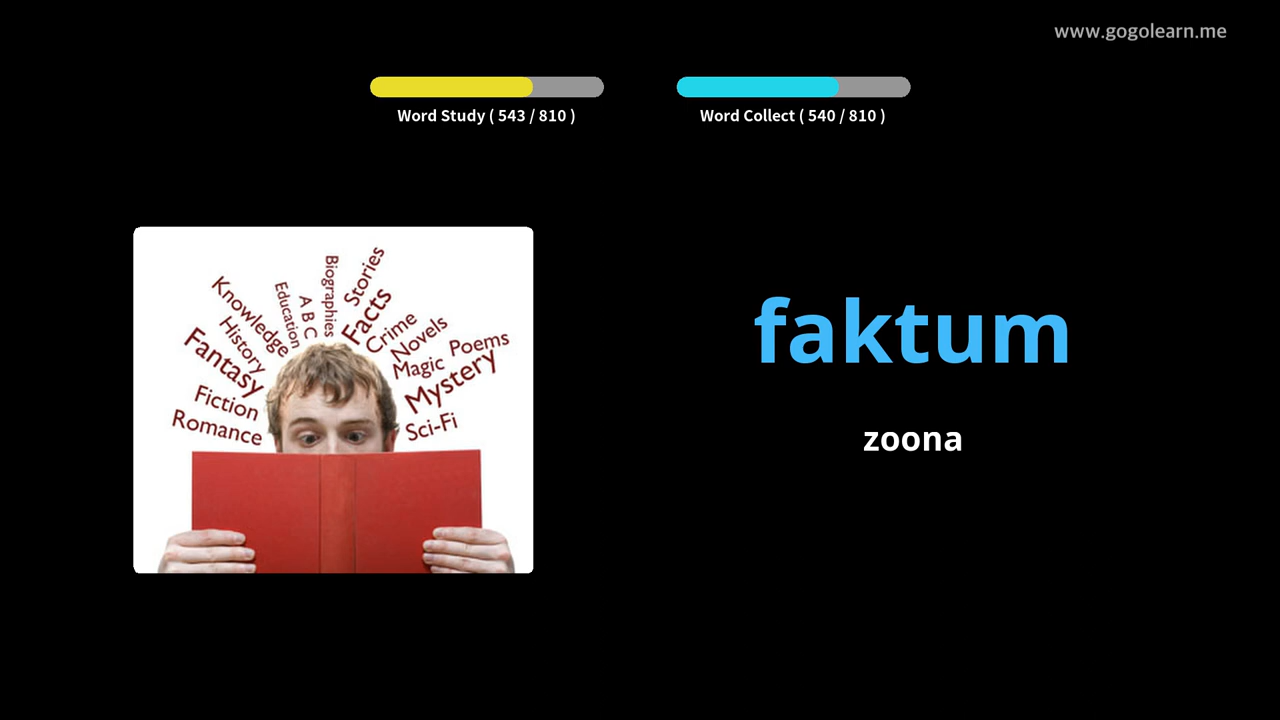 www.gogolearn.me
Word Study ( 543 / 810 )
Word Collect ( 540 / 810 )
Biographies
Stories
Education
A B C
Facts
Knowledge
Crime
History
Novels
Fantasy
Magic
Poems
Fiction
Mystery
Romance
Sci-Fi
faktum
zoona